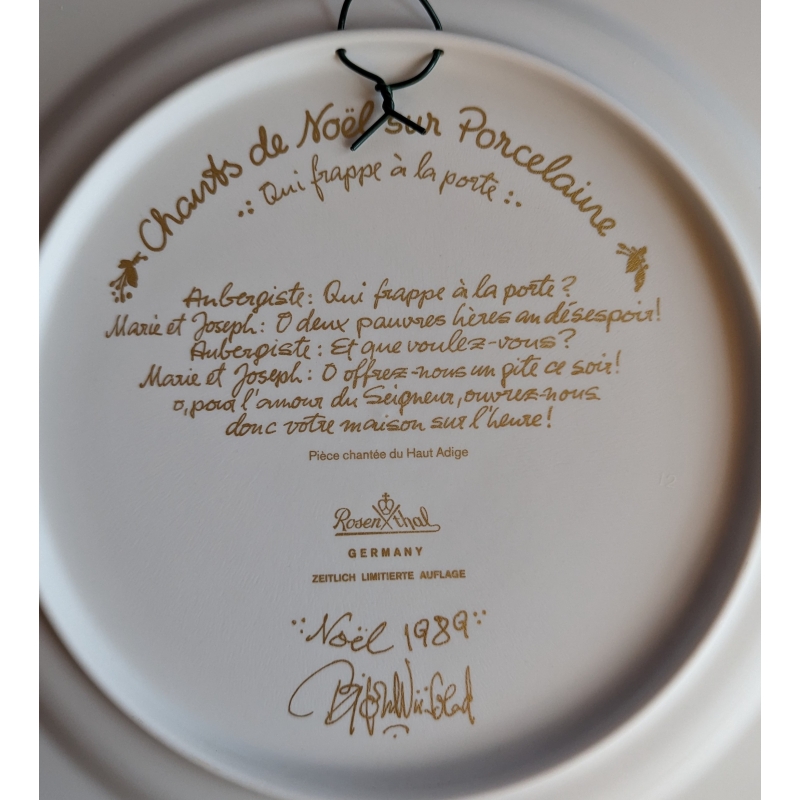 Chants de Noël sur Porcelaine
Qui frappe à la porte
Aubergiste: Qui frappe à la porte?
Marie et Joseph: O deux pauvres hères au désespoir!
Aubergiste: Et que voulez-vous?
Marie et Joseph: O offrez-nous un gîte ce soir!
o, pour l'amour du Seigneur, ouvrez-nous
donc votre maison sur l'heure!
Pièce chantée du Haut Adige
Rosenthal
GERMANY
ZEITLICH LIMITIERTE AUFLAGE
Noël 1989
Björn Wiinblad
12